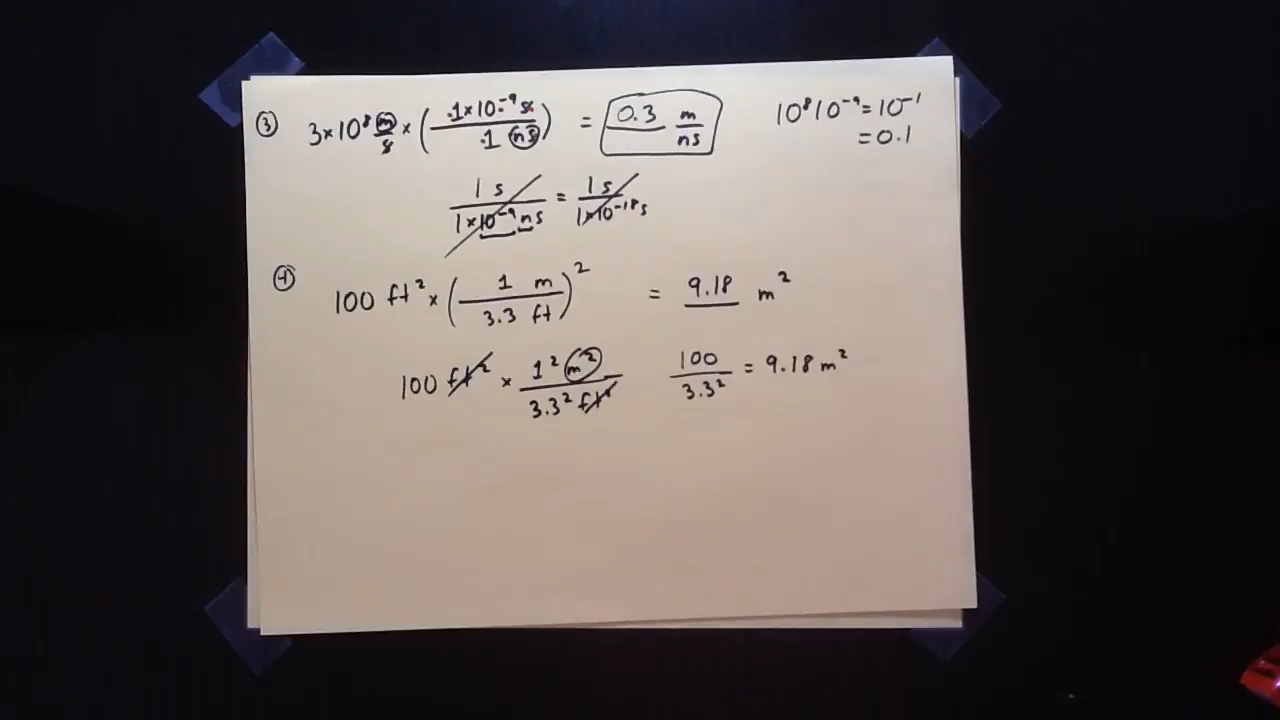 ③ 3×10⁸ m/s × (1×10⁻⁹ s / 1 ns) = 0.3 m/ns 10⁸10⁻⁹=10⁻¹
=0.1
1 s / 1×10⁻⁹ ns = 1 s / 1×10⁻¹⁸ s
④ 100 ft² × (1 m / 3.3 ft)² = 9.18 m²
100 ft² × 1² m² / 3.3² ft² 100 / 3.3² = 9.18 m²